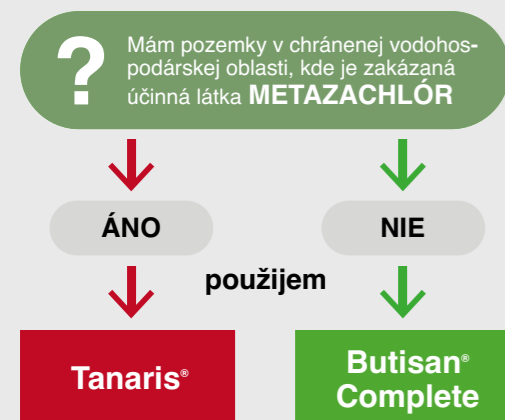 ?
Mám pozemky v chránenej vodohos-
podárskej oblasti, kde je zakázaná
účinná látka METAZACHLÓR
ÁNO
NIE
použijem
Tanaris®
Butisan®
Complete